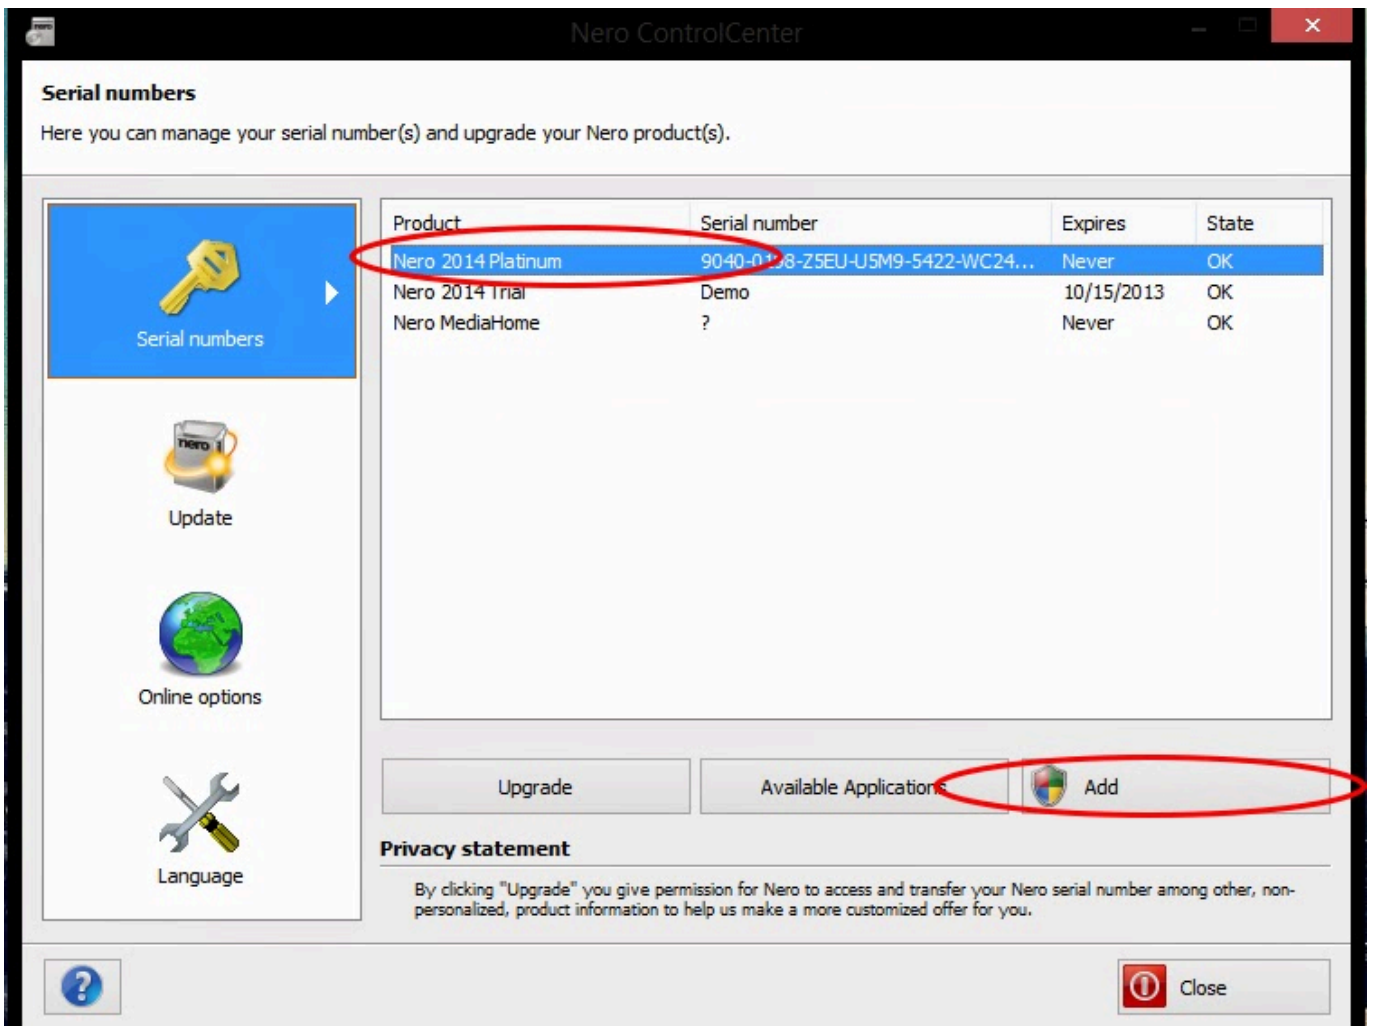 Nero ControlCenter
Serial numbers
Here you can manage your serial number(s) and upgrade your Nero product(s).
Product Serial number Expires State
Nero 2014 Platinum 9040-0198-Z5EU-U5M9-5422-WC24... Never OK
Nero 2014 Trial Demo 10/15/2013 OK
Nero MediaHome ? Never OK
Serial numbers
nero
Update
Online options
Language
Upgrade Available Applications Add
Privacy statement
By clicking "Upgrade" you give permission for Nero to access and transfer your Nero serial number among other, non-
personalized, product information to help us make a more customized offer for you.
? Close